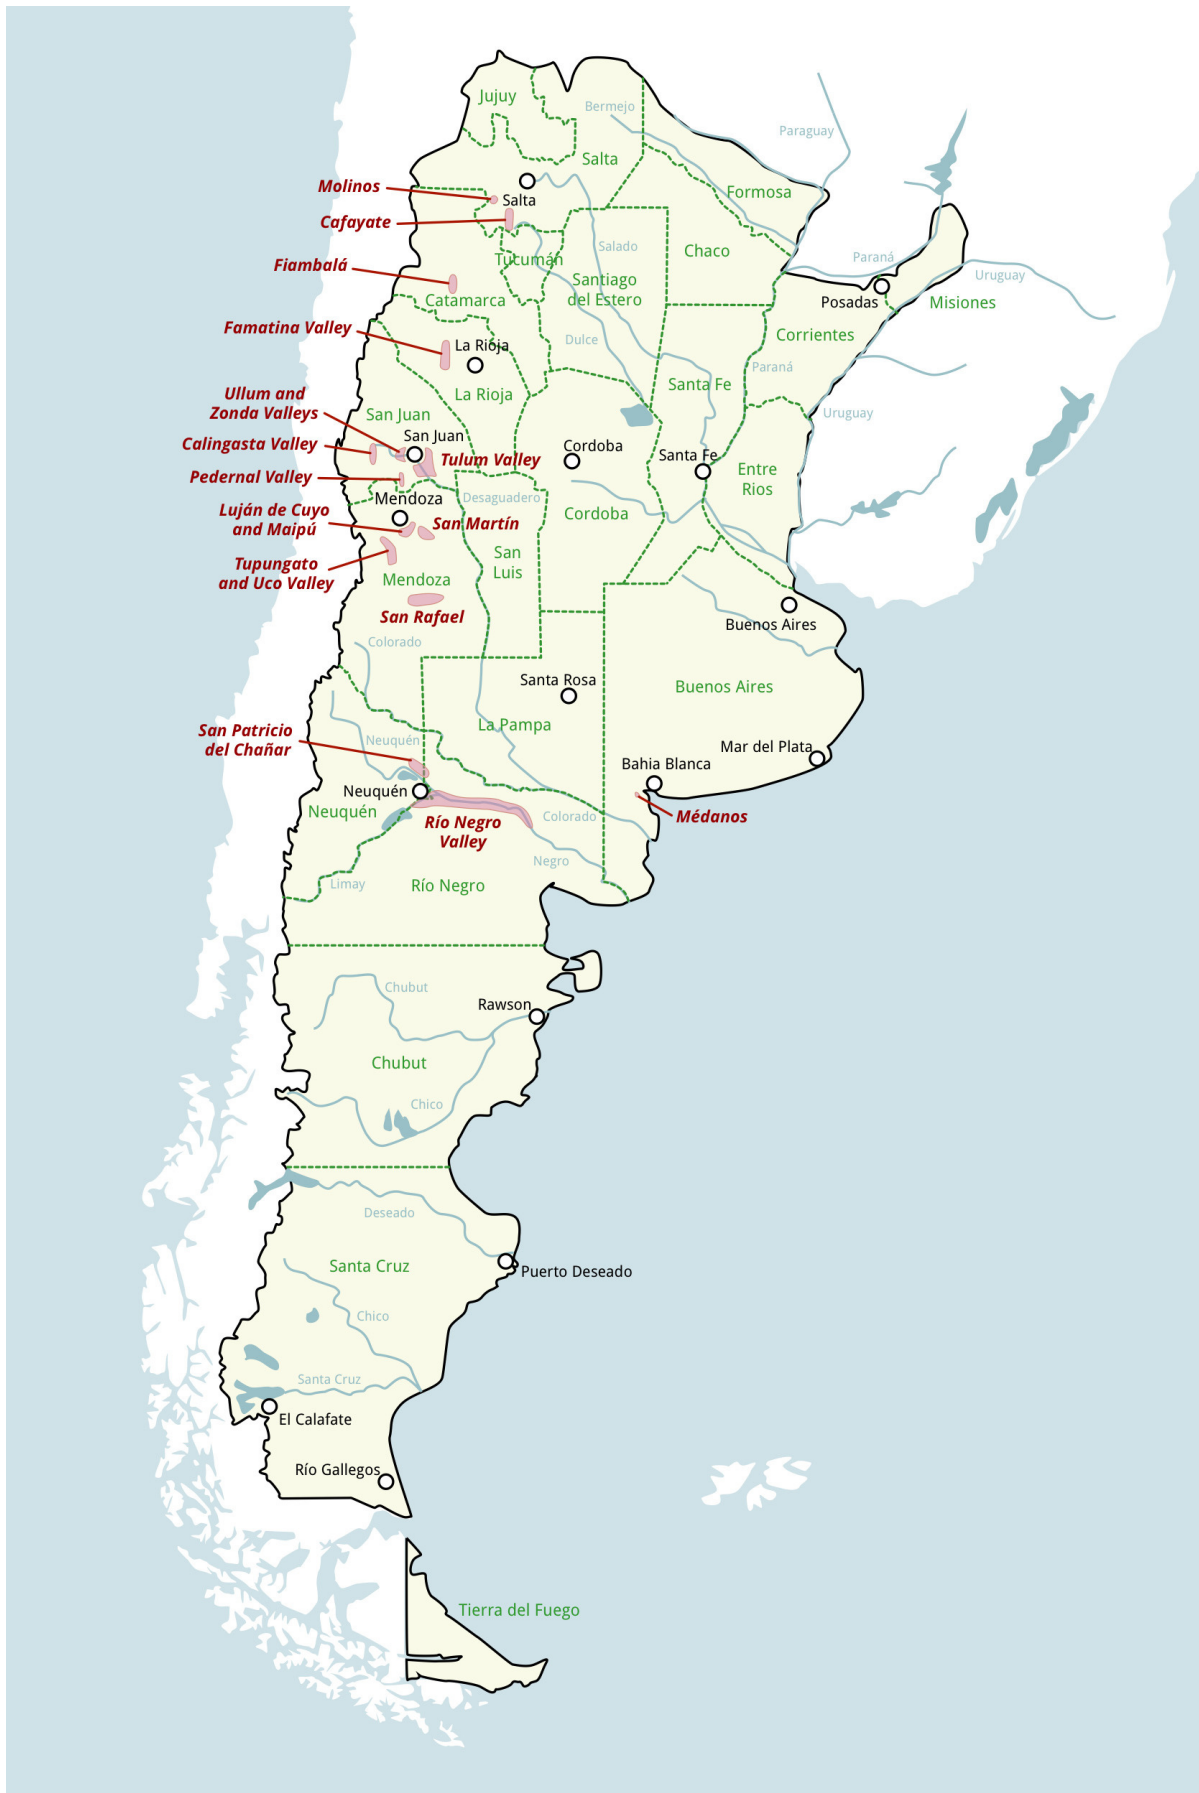 Jujuy
Bermejo
Paraguay
Salta
Molinos
Formosa
Salta
Cafayate
Salado
Chaco
Paraná
Tucumán
Fiambalá
Uruguay
Santiago
del Estero
Catamarca
Posadas
Misiones
Famatina Valley
Corrientes
La Rioja
Dulce
Paraná
Santa Fe
Ullum and
Zonda Valleys
La Rioja
San Juan
Uruguay
San Juan
Calingasta Valley
Cordoba
Santa Fe
Tulum Valley
Entre
Rios
Pedernal Valley
Mendoza
Desaguadero
Luján de Cuyo
and Maipú
San Martín
Cordoba
San
Luis
Tupungato
and Uco Valley
Mendoza
San Rafael
Buenos Aires
Colorado
Santa Rosa
Buenos Aires
San Patricio
del Chañar
La Pampa
Neuquén
Mar del Plata
Bahia Blanca
Neuquén
Neuquén
Río Negro
Valley
Colorado
Médanos
Negro
Limay
Río Negro
Chubut
Rawson
Chubut
Chico
Deseado
Santa Cruz
Puerto Deseado
Chico
Santa Cruz
El Calafate
Río Gallegos
Tierra del Fuego